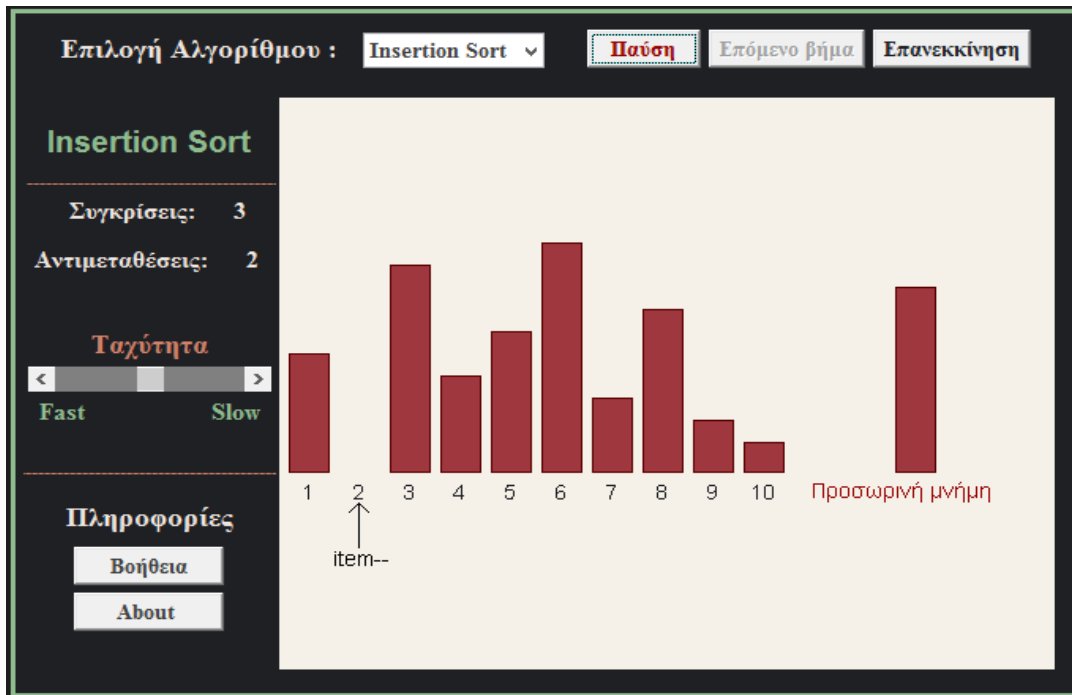 Επιλογή Αλγορίθμου : Insertion Sort Παύση Επόμενο βήμα Επανεκκίνηση
Insertion Sort
Συγκρίσεις: 3
Αντιμεταθέσεις: 2
Ταχύτητα
Fast Slow
Πληροφορίες
Βοήθεια
About
1 2 3 4 5 6 7 8 9 10 Προσωρινή μνήμη
item--